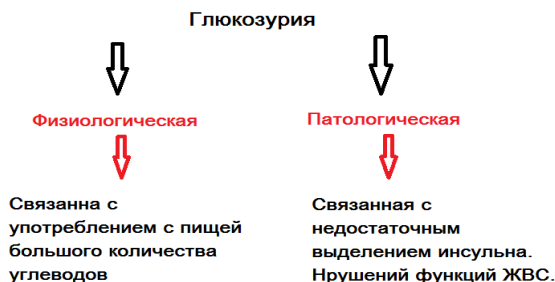 Глюкозурия
Физиологическая
Патологическая
Связанна с
употреблением с пищей
большого количества
углеводов
Связанная с
недостаточным
выделением инсульна.
Нрушений функций ЖВС.